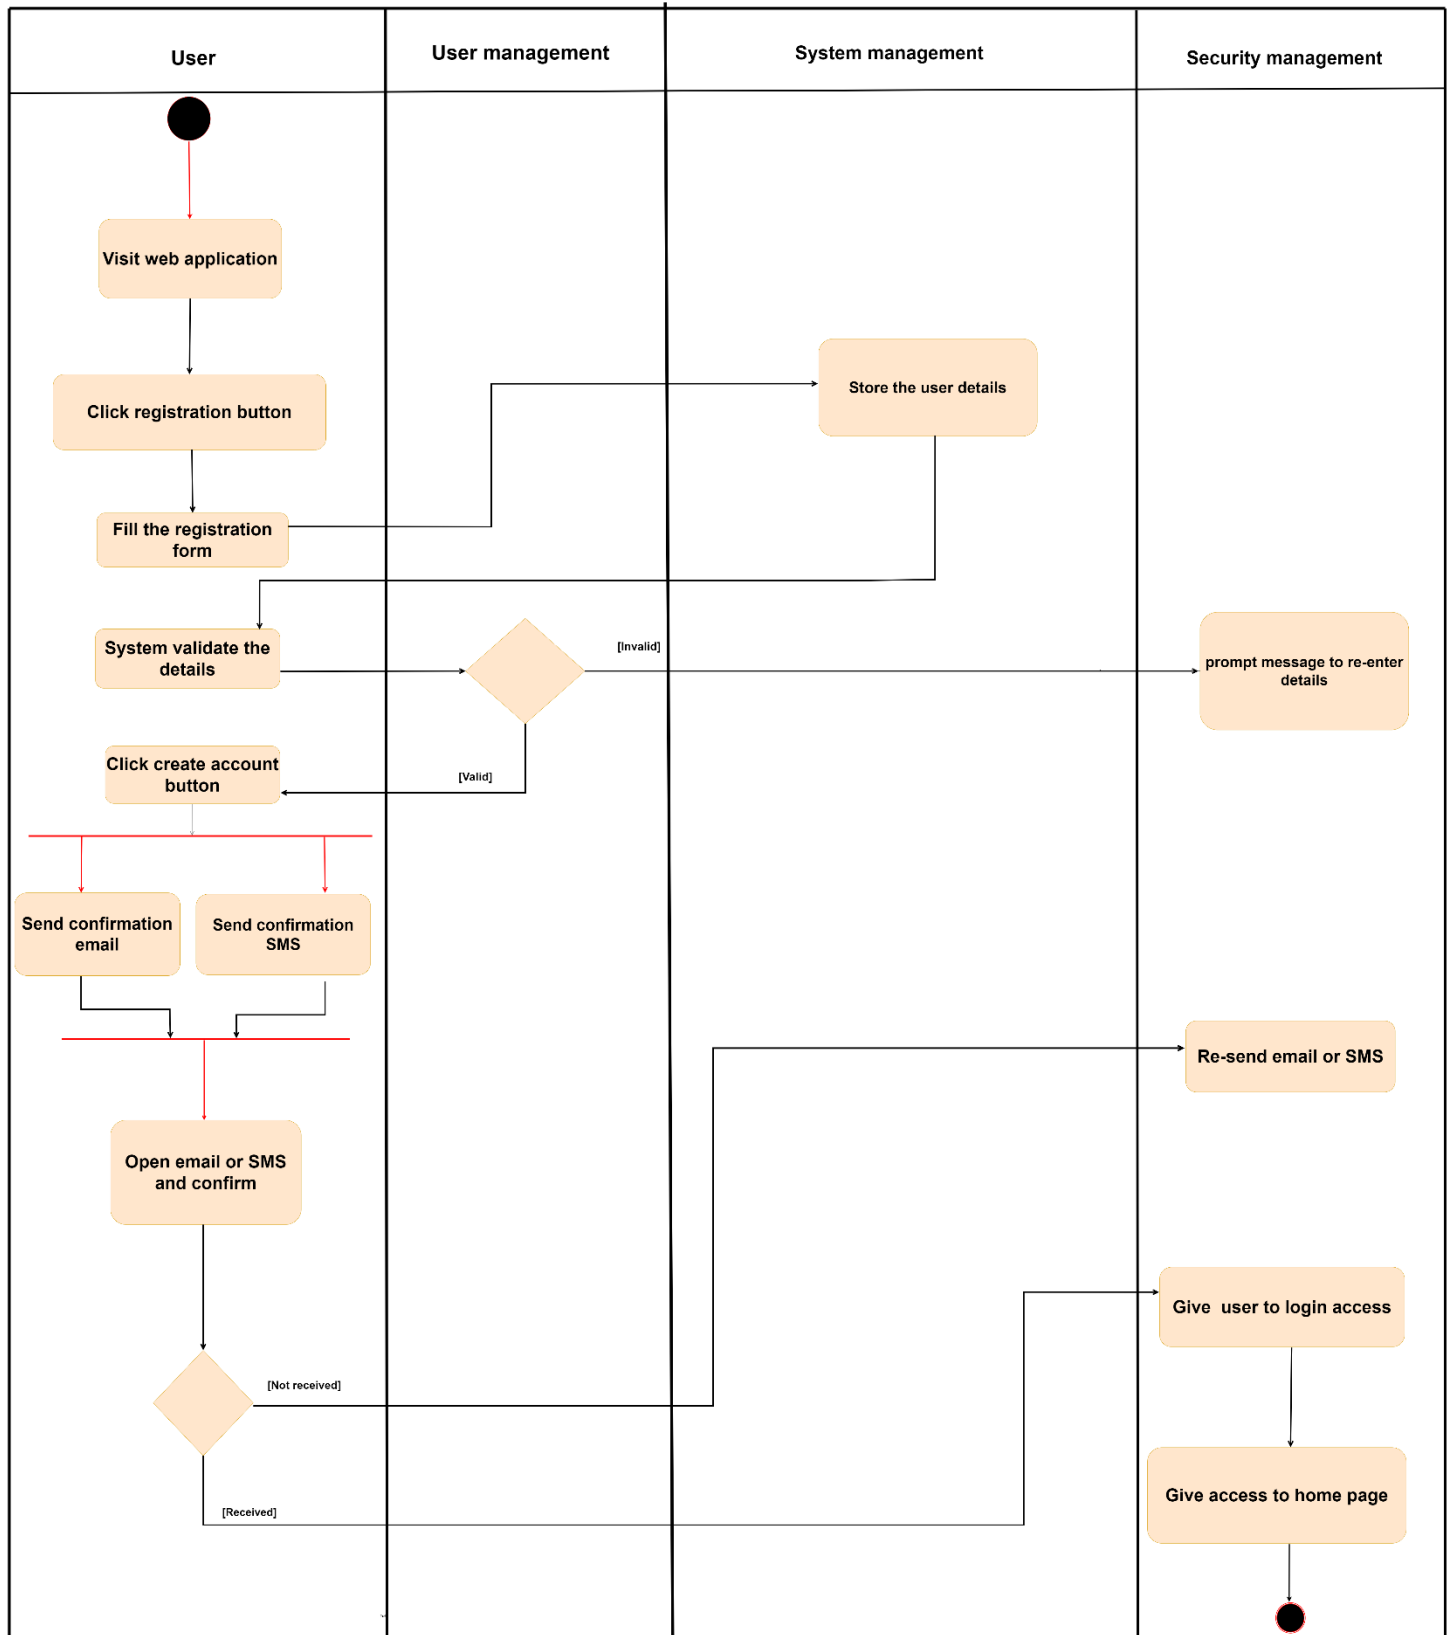 User
User management
System management
Security management
Visit web application
Click registration button
Store the user details
Fill the registration
form
System validate the
details
[Invalid]
prompt message to re-enter
details
Click create account
button
[Valid]
Send confirmation
email
Send confirmation
SMS
Re-send email or SMS
Open email or SMS
and confirm
Give  user to login access
[Not received]
Give access to home page
[Received]